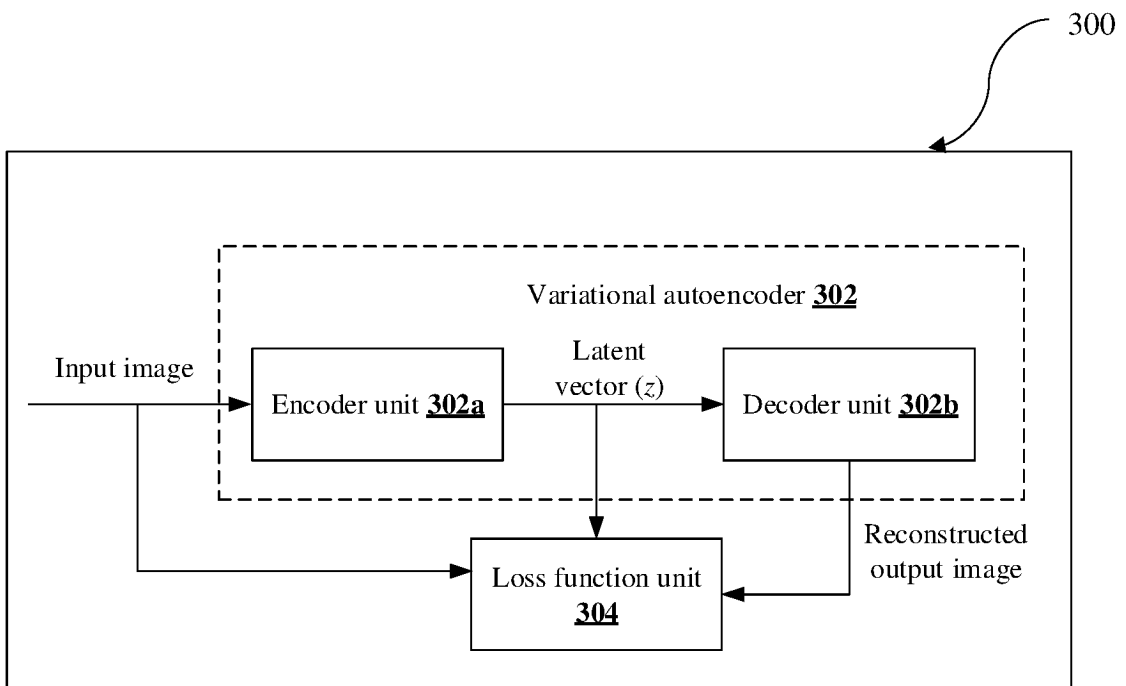 300
Variational autoencoder 302
Input image
Latent
vector (z)
Encoder unit 302a
Decoder unit 302b
Reconstructed
output image
Loss function unit
304